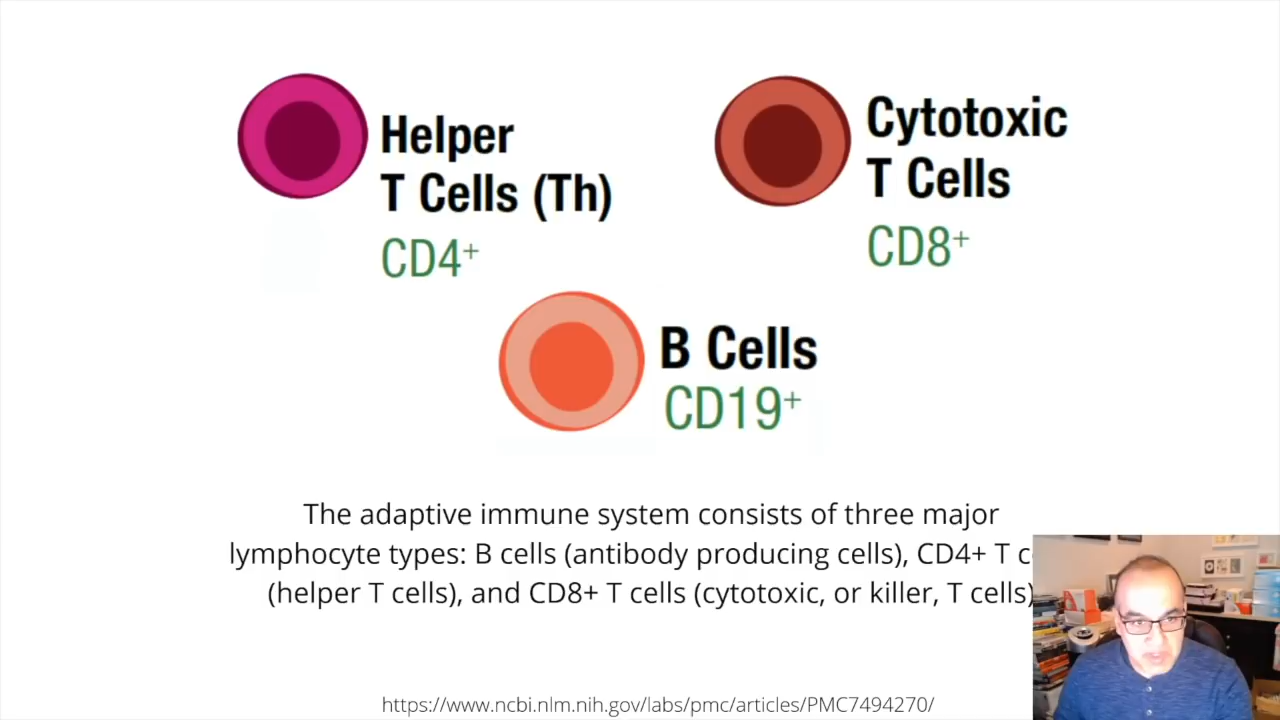 Helper
T Cells (Th)
CD4+
Cytotoxic
T Cells
CD8+
B Cells
CD19+
The adaptive immune system consists of three major
lymphocyte types: B cells (antibody producing cells), CD4+ T
(helper T cells), and CD8+ T cells (cytotoxic, or killer, T cells)
https://www.ncbi.nlm.nih.gov/labs/pmc/articles/PMC7494270/